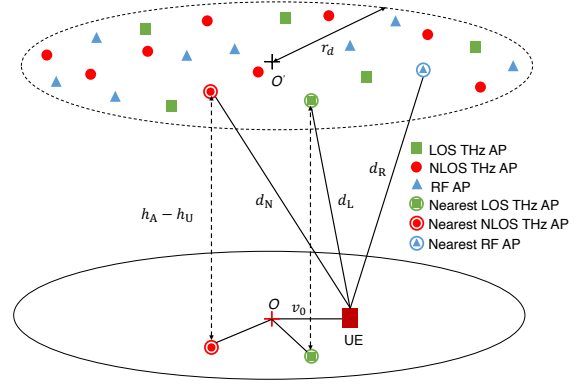 r_d
O'
LOS THz AP
NLOS THz AP
RF AP
Nearest LOS THz AP
Nearest NLOS THz AP
Nearest RF AP
d_R
d_N
d_L
h_A − h_U
O
v_0
UE